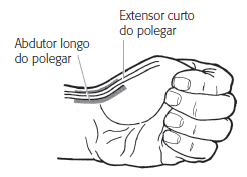 Extensor curto
do polegar
Abdutor longo
do polegar